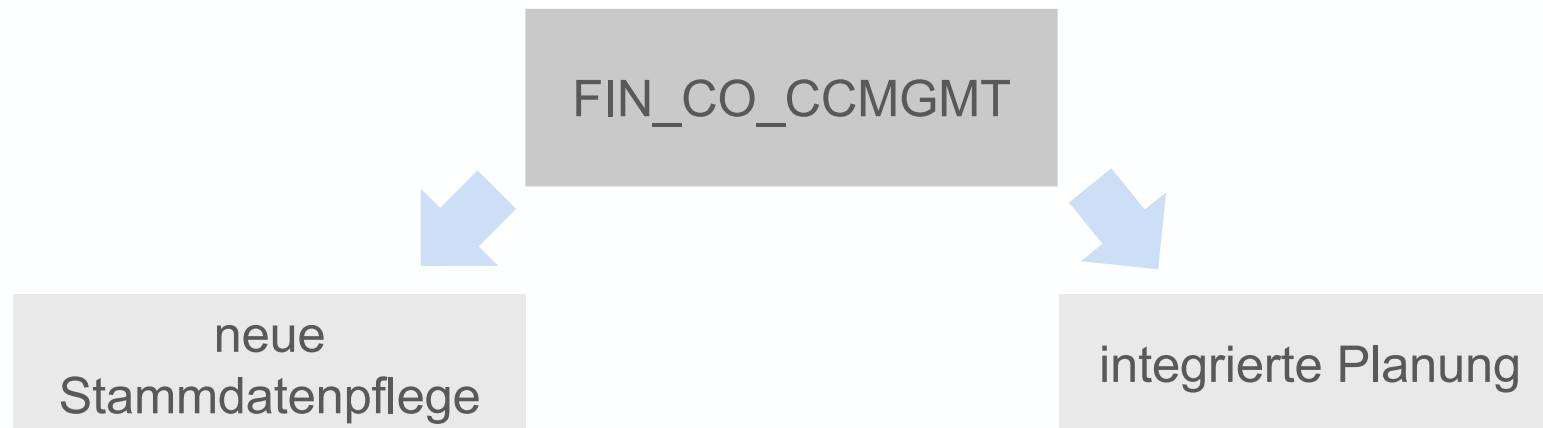 FIN_CO_CCMGMT
neue
Stammdatenpflege
integrierte Planung